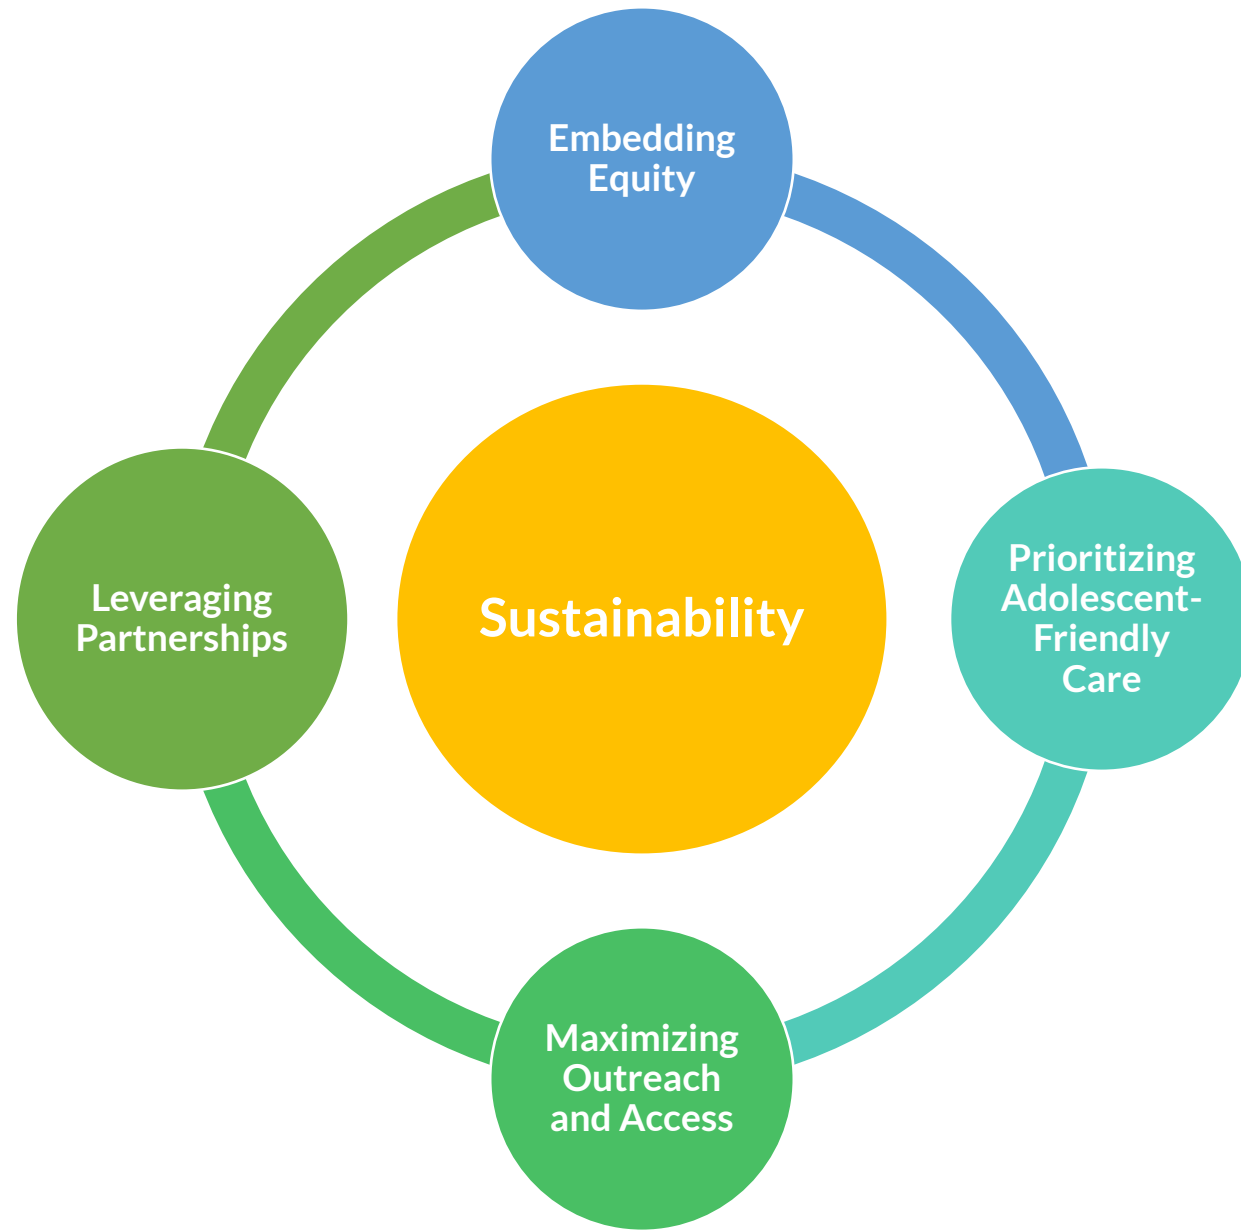 Embedding
Equity
Prioritizing
Adolescent-
Friendly
Care
Maximizing
Outreach
and Access
Leveraging
Partnerships
Sustainability